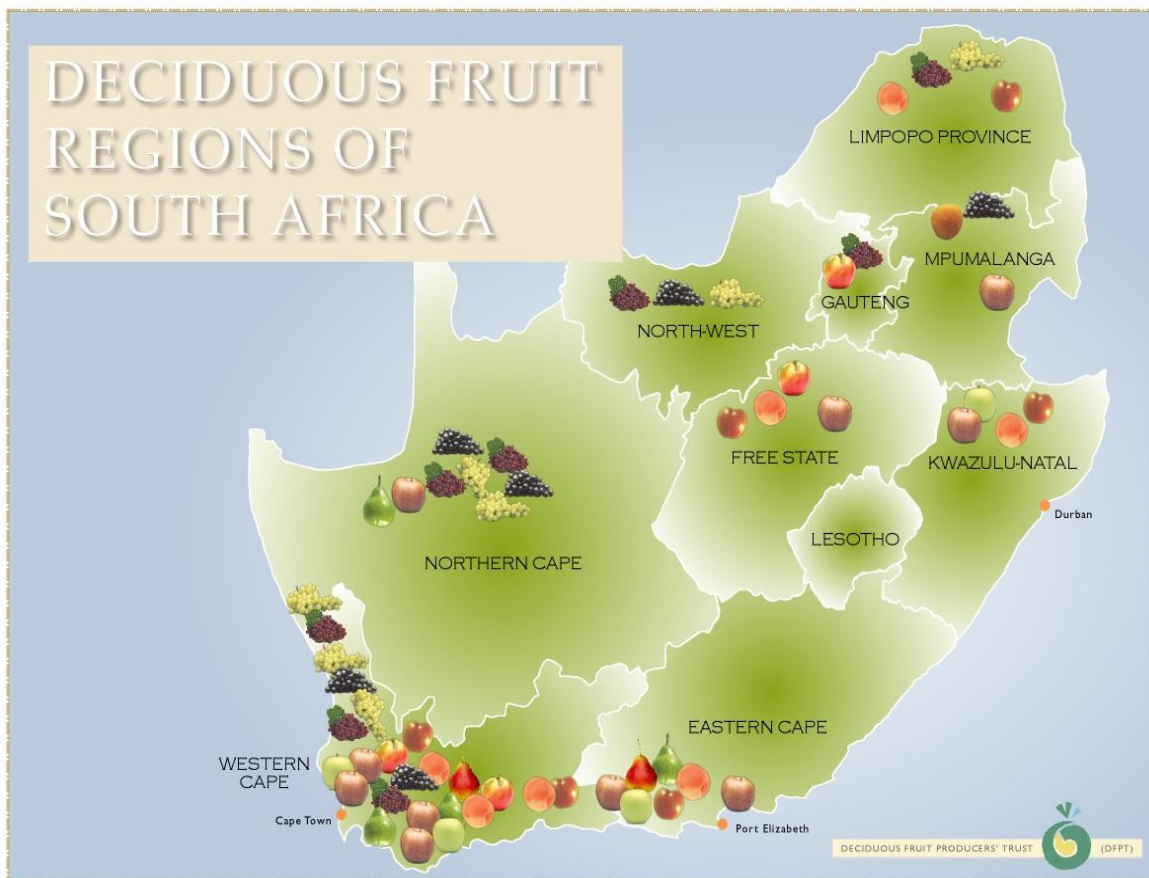 DECIDUOUS FRUIT
REGIONS OF
SOUTH AFRICA
LIMPOPO PROVINCE
MPUMALANGA
GAUTENG
NORTH-WEST
FREE STATE
KWAZULU-NATAL
Durban
LESOTHO
NORTHERN CAPE
EASTERN CAPE
WESTERN
CAPE
Cape Town
Port Elizabeth
DECIDUOUS FRUIT PRODUCERS' TRUST (DFPT)